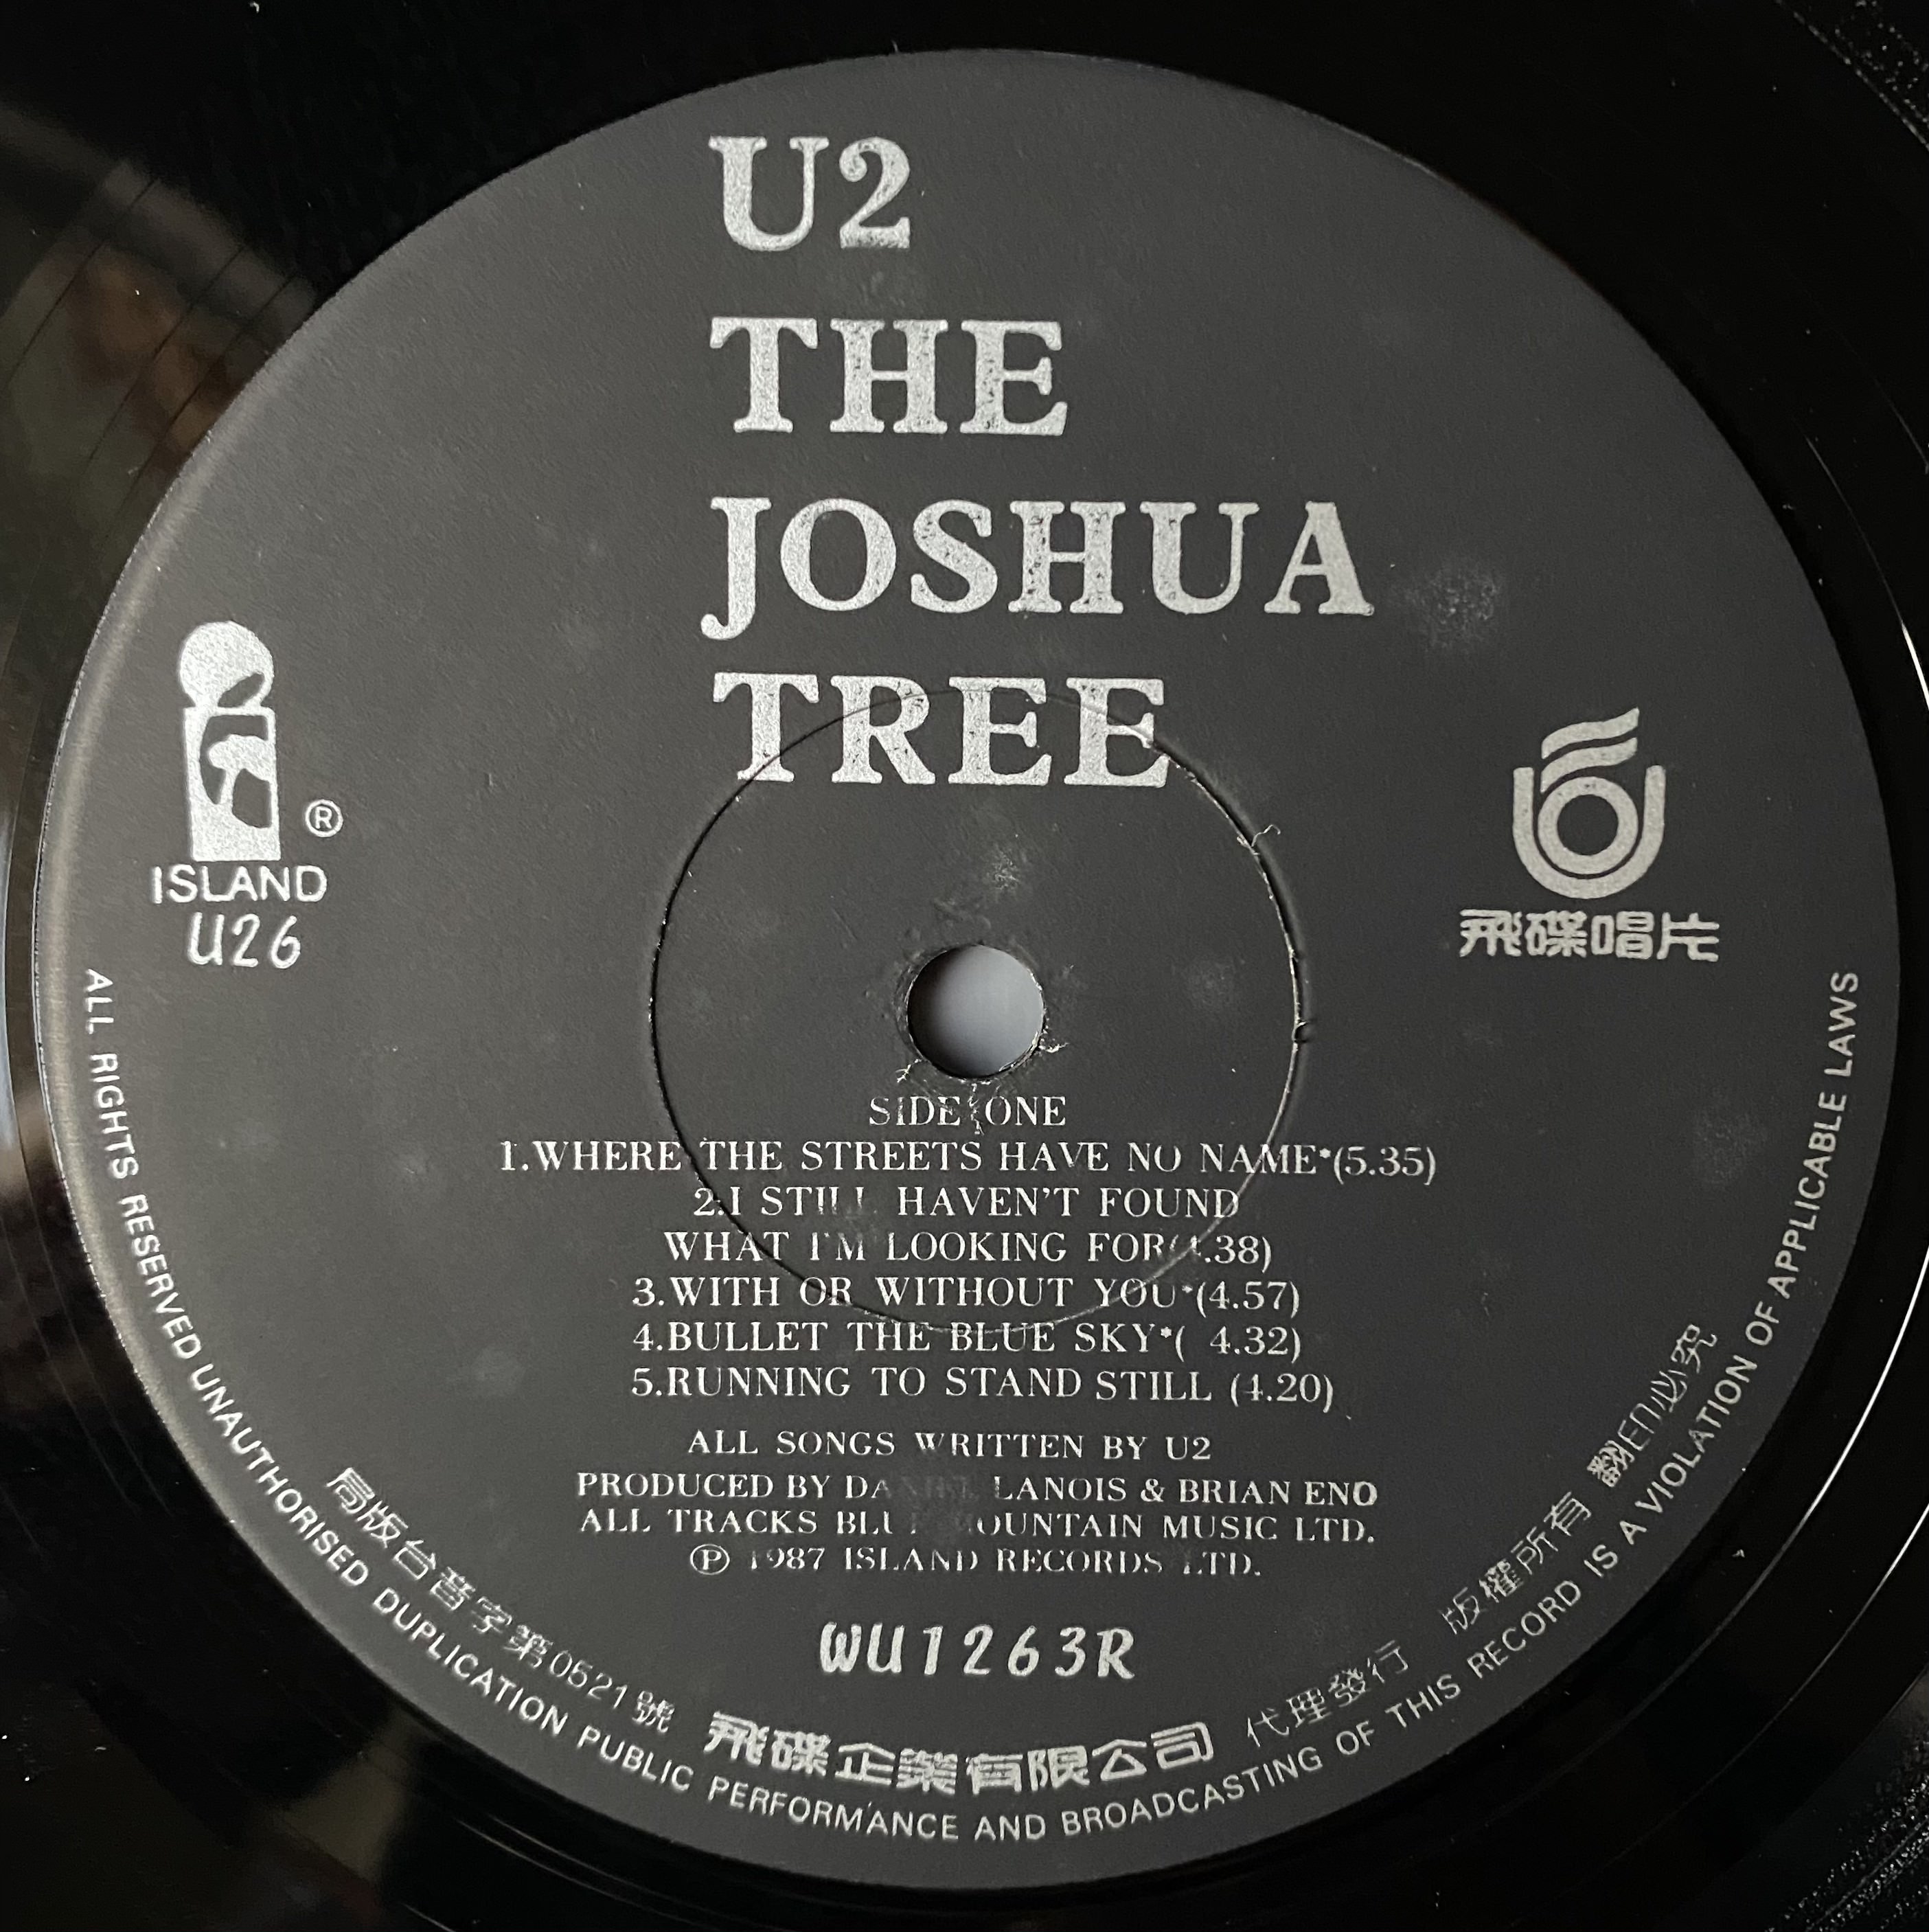 U2
THE
JOSHUA
TREE
®
ISLAND
U26
飛碟唱片
SIDE ONE
1.WHERE THE STREETS HAVE NO NAME*(5.35)
2.I STILL HAVEN'T FOUND
WHAT I'M LOOKING FOR(4.38)
3.WITH OR WITHOUT YOU*(4.57)
4.BULLET THE BLUE SKY*( 4.32)
5.RUNNING TO STAND STILL (4.20)
ALL SONGS WRITTEN BY U2
PRODUCED BY DANIEL LANOIS & BRIAN ENO
ALL TRACKS BLUE MOUNTAIN MUSIC LTD.
Ⓟ 1987 ISLAND RECORDS LTD.
WU1263R
局版台音字第0521號 飛碟企業有限公司 代理發行 版權所有 翻印必究
ALL RIGHTS RESERVED UNAUTHORISED DUPLICATION PUBLIC PERFORMANCE AND BROADCASTING OF THIS RECORD IS A VIOLATION OF APPLICABLE LAWS